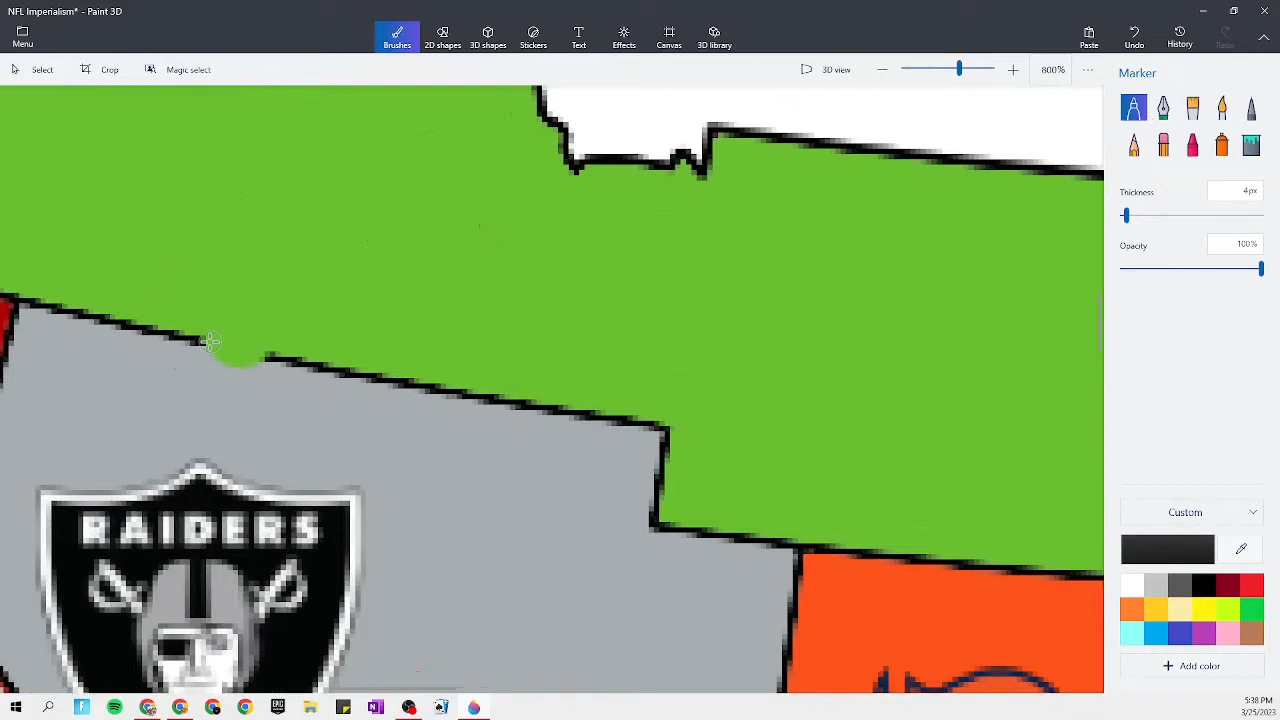 NFL Imperialism* - Paint 3D
Menu
Brushes
2D shapes
3D shapes
Stickers
Text
Effects
Canvas
3D library
Paste
Undo
History
Redo
Select
Crop
Magic select
3D view
800%
Marker
Thickness
4px
Opacity
100%
RAIDERS
Custom
Add color
EPIC
5:38 PM
3/25/2023